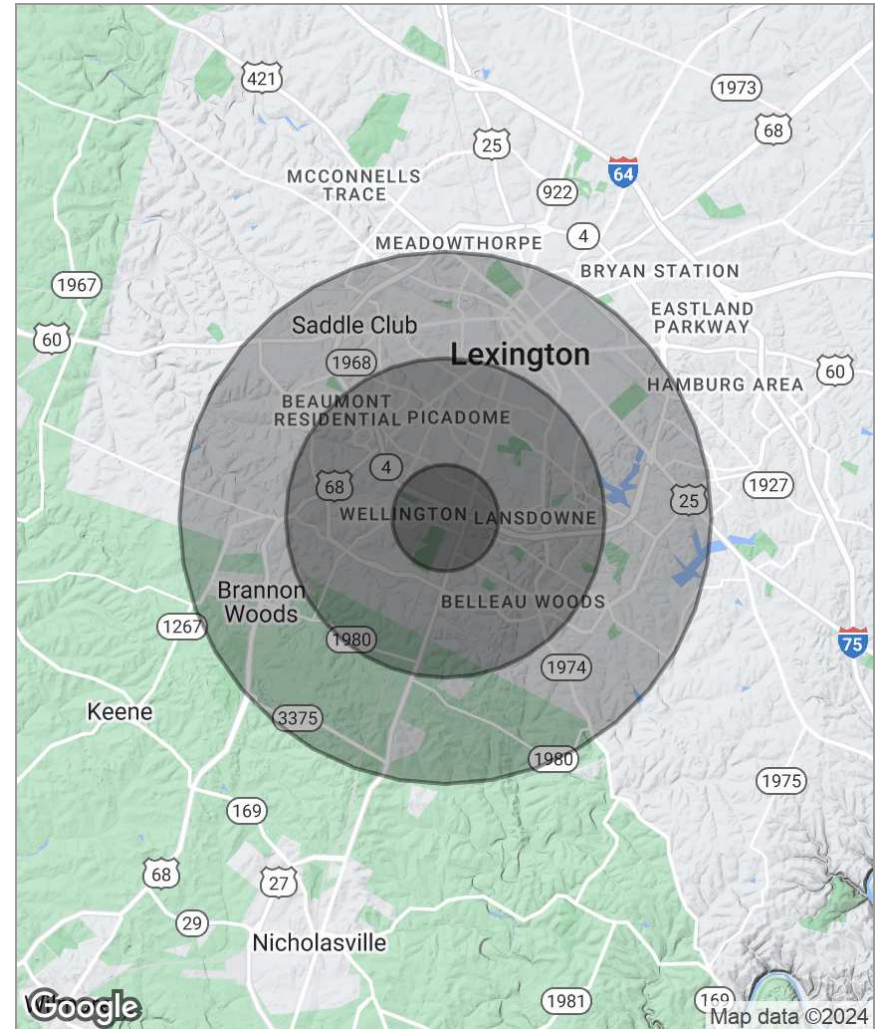 421
1973
68
25
64
MCCONNELLS
TRACE
922
4
MEADOWTHORPE
BRYAN STATION
1967
EASTLAND
PARKWAY
Saddle Club
60
1968
Lexington
60
HAMBURG AREA
BEAUMONT
RESIDENTIAL
PICADOME
4
68
1927
25
WELLINGTON
LANSDOWNE
Brannon
Woods
BELLEAU WOODS
1267
1980
75
1974
Keene
3375
1980
1975
169
68
27
29
Nicholasville
Google
1981
169
Map data ©2024